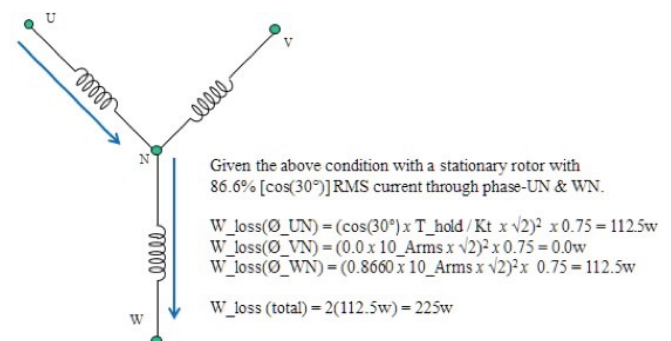 U
V
N
Given the above condition with a stationary rotor with
86.6% [cos(30°)] RMS current through phase-UN & WN.
W_loss(Ø_UN) = (cos(30°) x T_hold / Kt x √2)² x 0.75 = 112.5w
W_loss(Ø_VN) = (0.0 x 10_Arms x √2)² x 0.75 = 0.0w
W_loss(Ø_WN) = (0.8660 x 10_Arms x √2)² x 0.75 = 112.5w
W_loss (total) = 2(112.5w) = 225w
W